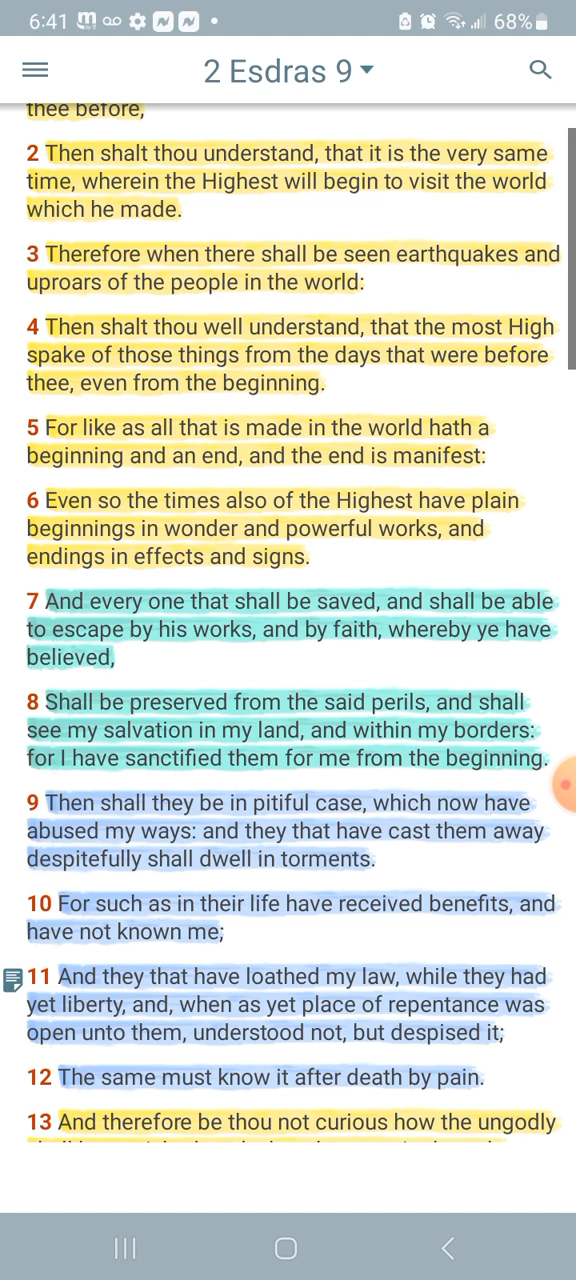 6:41
68%
2 Esdras 9
thee before,
2 Then shalt thou understand, that it is the very same
time, wherein the Highest will begin to visit the world
which he made.
3 Therefore when there shall be seen earthquakes and
uproars of the people in the world:
4 Then shalt thou well understand, that the most High
spake of those things from the days that were before
thee, even from the beginning.
5 For like as all that is made in the world hath a
beginning and an end, and the end is manifest:
6 Even so the times also of the Highest have plain
beginnings in wonder and powerful works, and
endings in effects and signs.
7 And every one that shall be saved, and shall be able
to escape by his works, and by faith, whereby ye have
believed,
8 Shall be preserved from the said perils, and shall
see my salvation in my land, and within my borders:
for I have sanctified them for me from the beginning.
9 Then shall they be in pitiful case, which now have
abused my ways: and they that have cast them away
despitefully shall dwell in torments.
10 For such as in their life have received benefits, and
have not known me;
11 And they that have loathed my law, while they had
yet liberty, and, when as yet place of repentance was
open unto them, understood not, but despised it;
12 The same must know it after death by pain.
13 And therefore be thou not curious how the ungodly